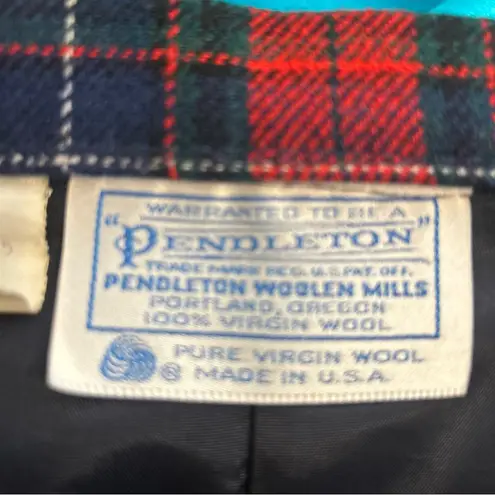 WARRANTED TO BE A
"PENDLETON"
TRADE MARK REG. U.S. PAT. OFF.
PENDLETON WOOLEN MILLS
PORTLAND, OREGON
100% VIRGIN WOOL
PURE VIRGIN WOOL
® MADE IN U.S.A.